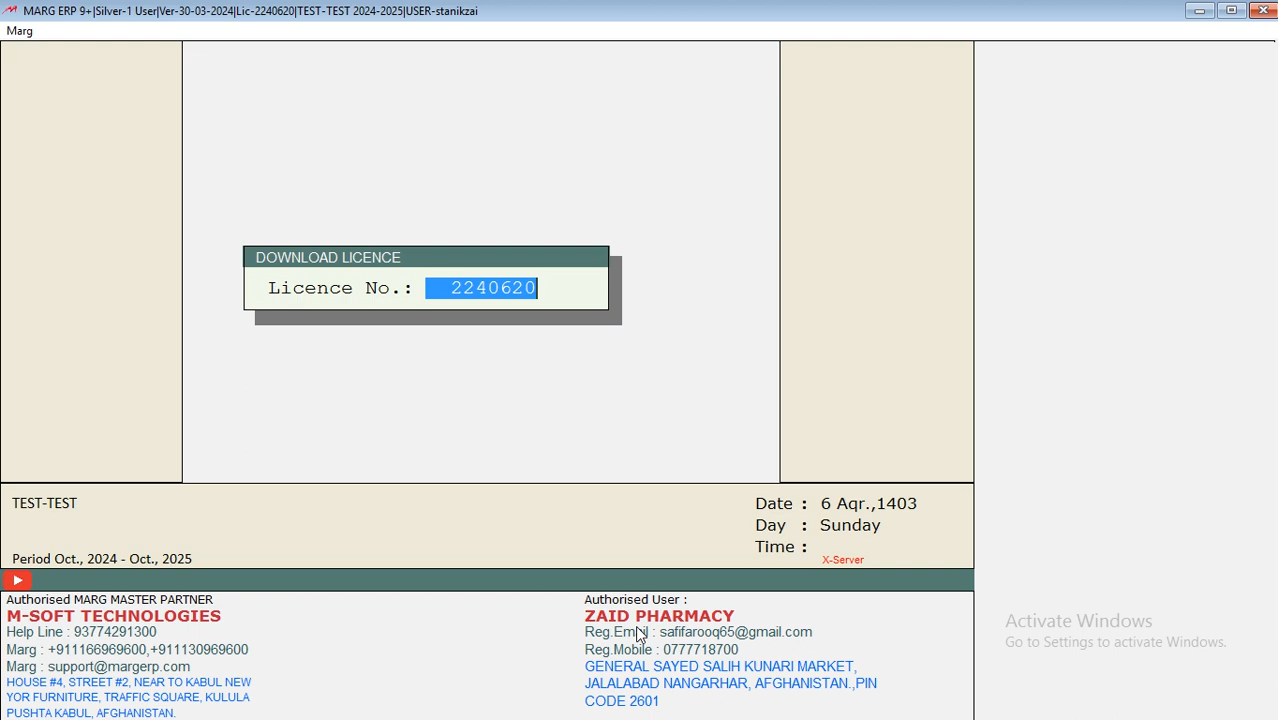 MARG ERP 9+|Silver-1 User|Ver-30-03-2024|Lic-2240620|TEST-TEST 2024-2025|USER-stanikzai
Marg
DOWNLOAD LICENCE
Licence No.: 2240620
TEST-TEST
Period Oct., 2024 - Oct., 2025
Date : 6 Aqr.,1403
Day : Sunday
Time :
X-Server
Authorised MARG MASTER PARTNER
M-SOFT TECHNOLOGIES
Help Line : 93774291300
Marg : +911166969600,+911130969600
Marg : support@margerp.com
HOUSE #4, STREET #2, NEAR TO KABUL NEW
YOR FURNITURE, TRAFFIC SQUARE, KULULA
PUSHTA KABUL, AFGHANISTAN.
Authorised User :
ZAID PHARMACY
Reg.Email : safifarooq65@gmail.com
Reg.Mobile : 0777718700
GENERAL SAYED SALIH KUNARI MARKET,
JALALABAD NANGARHAR, AFGHANISTAN.,PIN
CODE 2601
Activate Windows
Go to Settings to activate Windows.